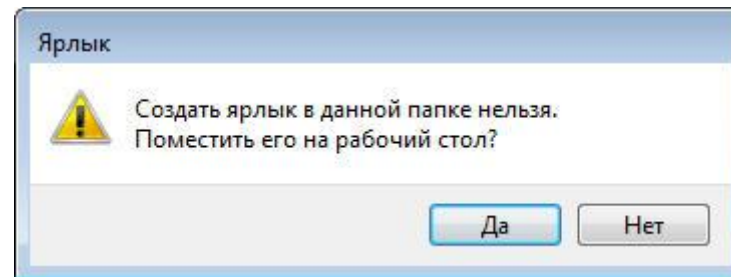 Ярлык
Создать ярлык в данной папке нельзя.
Поместить его на рабочий стол?
Да
Нет